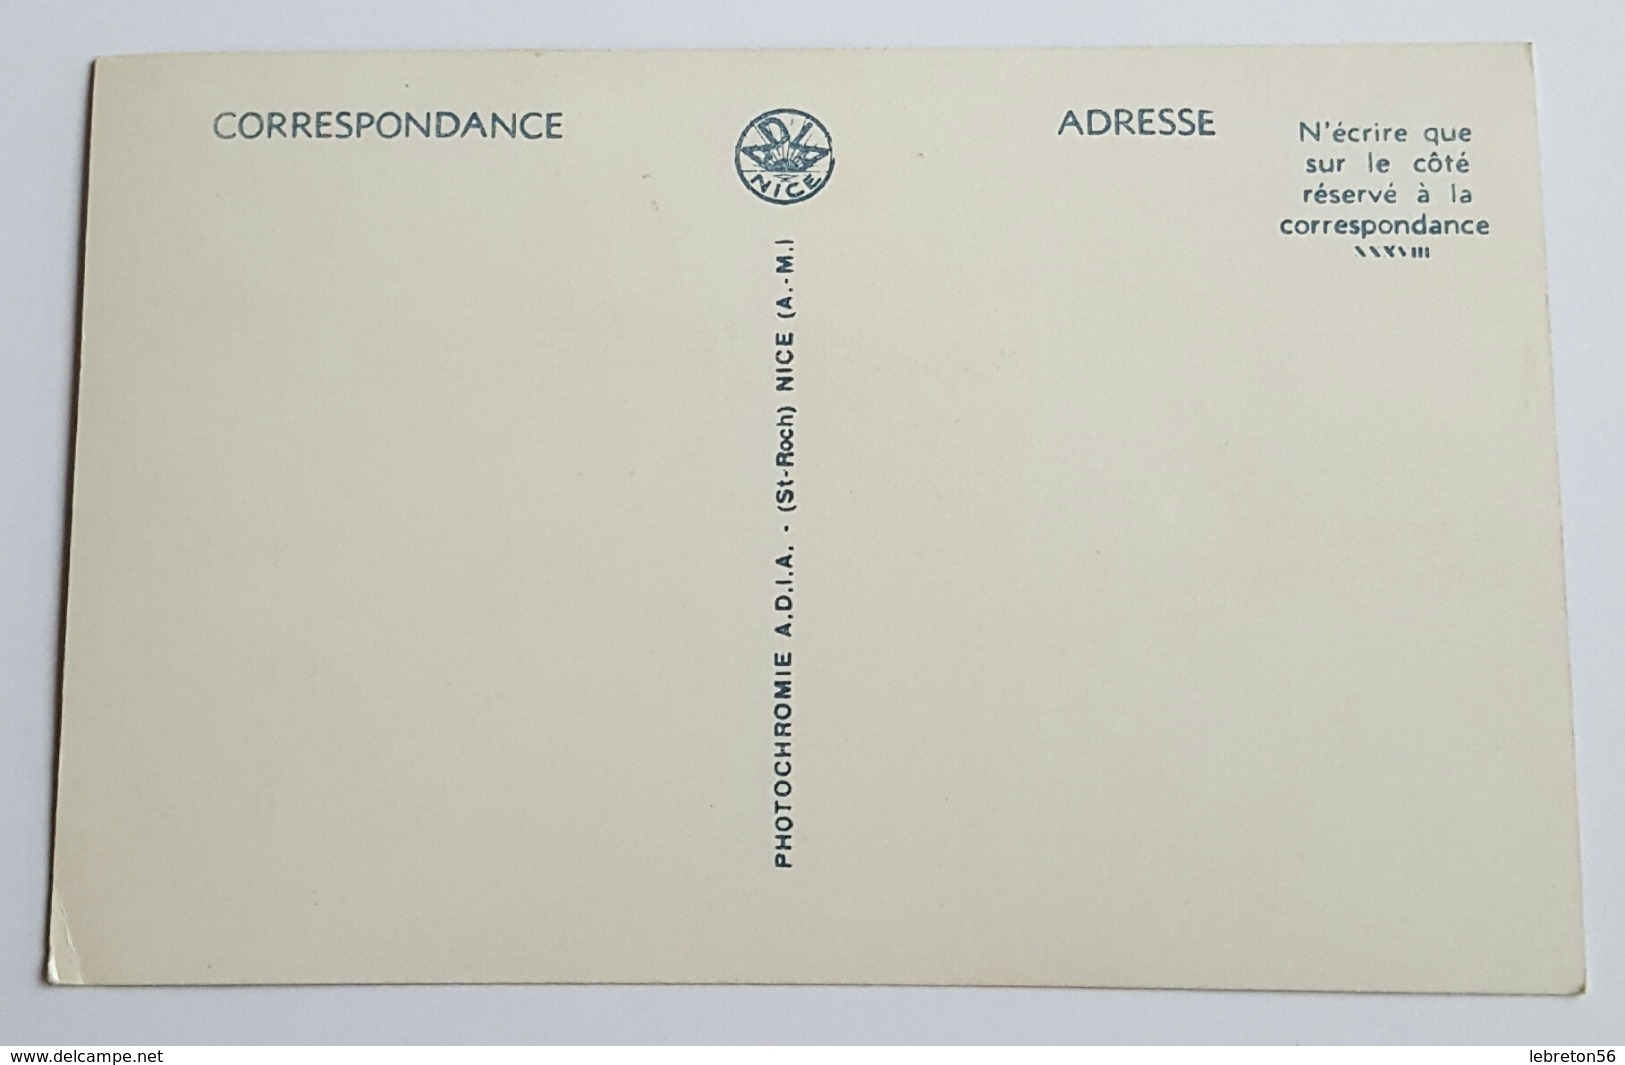 CORRESPONDANCE
ADIA
NICE
ADRESSE
N'écrire que
sur le côté
réservé à la
correspondance
XXXVIII
PHOTOCHROMIE A.D.I.A. - (St-Roch) NICE (A.-M.)
www.delcampe.net
lebreton56